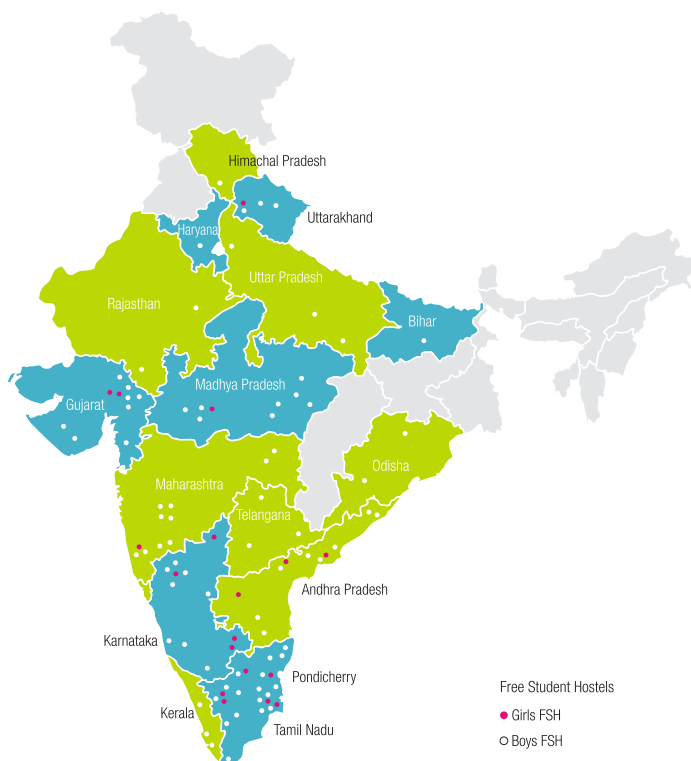 Himachal Pradesh
Uttarakhand
Haryana
Uttar Pradesh
Rajasthan
Bihar
Madhya Pradesh
Gujarat
Odisha
Maharashtra
Telangana
Andhra Pradesh
Karnataka
Pondicherry
Kerala
Tamil Nadu
Free Student Hostels
Girls FSH
Boys FSH